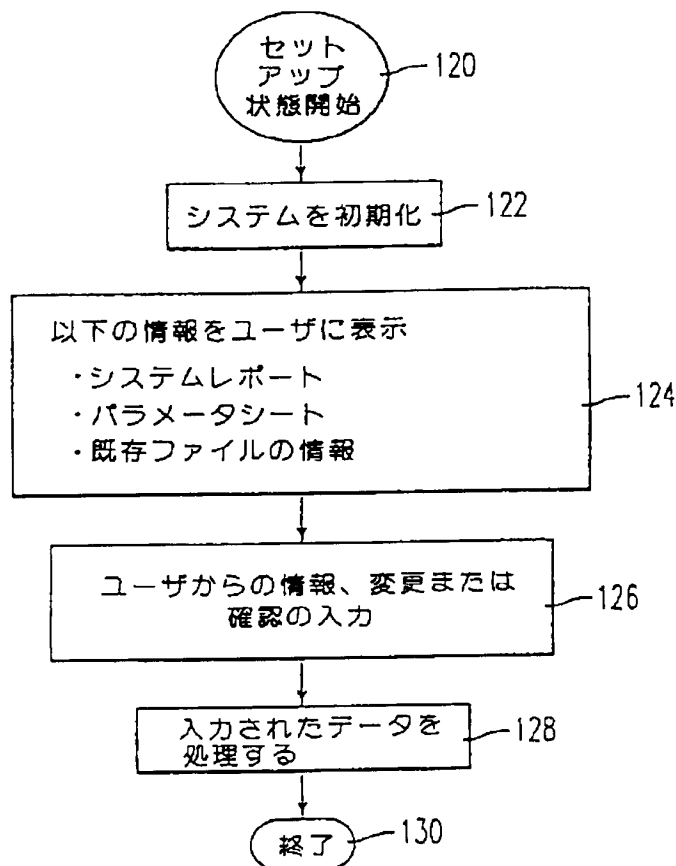 セット
アップ
状態開始
120
システムを初期化
122
以下の情報をユーザに表示
・システムレポート
・パラメータシート
・既存ファイルの情報
124
ユーザからの情報、変更または
確認の入力
126
入力されたデータを
処理する
128
終了
130